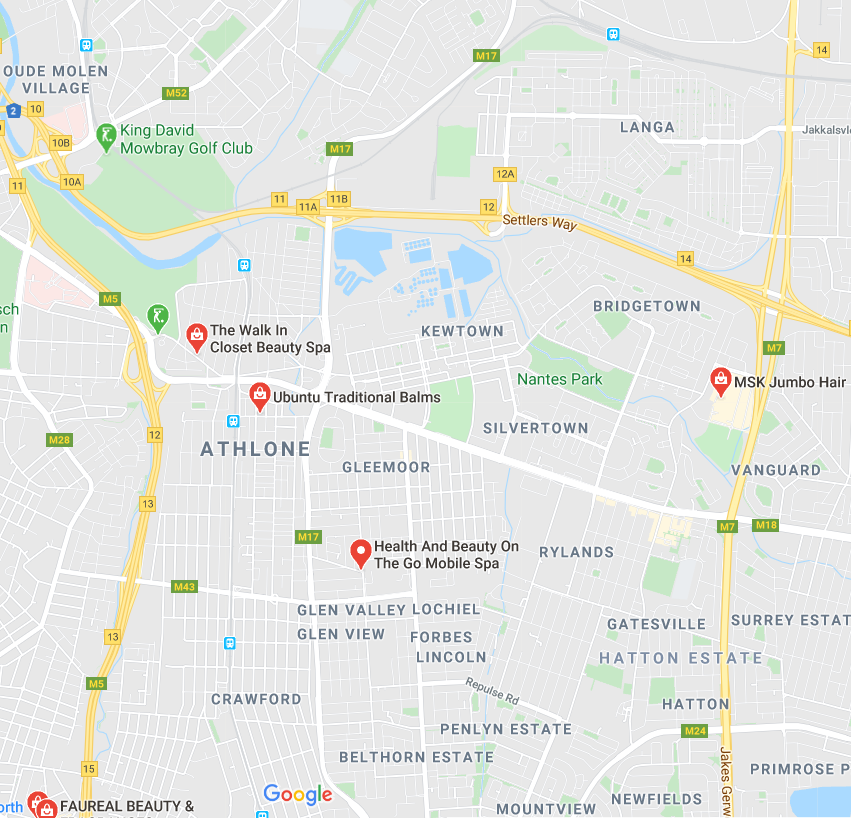 M17
14
OUDE MOLEN
VILLAGE
M52
2
10
LANGA
King David
Mowbray Golf Club
Jakkalsvle
10B
M17
12A
10A
11
11
11A
11B
12
Settlers Way
14
M5
sch
n
BRIDGETOWN
The Walk In
Closet Beauty Spa
KEWTOWN
M7
Nantes Park
MSK Jumbo Hair
Ubuntu Traditional Balms
SILVERTOWN
12
M28
ATHLONE
GLEEMOOR
VANGUARD
13
M7
M18
M17
Health And Beauty On
The Go Mobile Spa
RYLANDS
M43
GLEN VALLEY
LOCHIEL
GLEN VIEW
FORBES
LINCOLN
13
GATESVILLE
SURREY ESTAT
HATTON ESTATE
M5
Repulse Rd
CRAWFORD
HATTON
PENLYN ESTATE
M24
BELTHORN ESTATE
15
Jakes Gerw
PRIMROSE P
Google
orth
FAUREAL BEAUTY &
NEWFIELDS
MOUNTVIEW